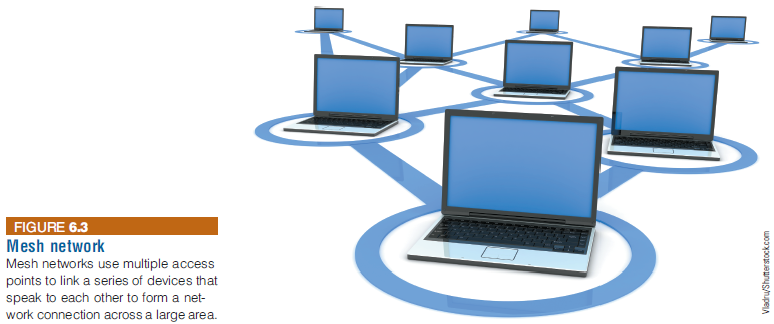 FIGURE 6.3
Mesh network
Mesh networks use multiple access
points to link a series of devices that
speak to each other to form a net-
work connection across a large area.
Vladru/Shutterstock.com